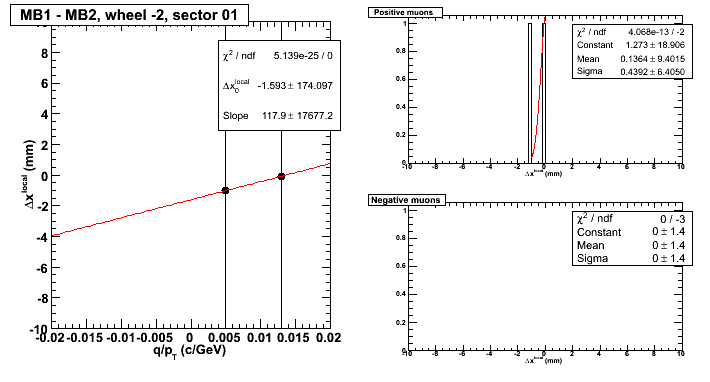 MB1 - MB2, wheel -2, sector 01
χ² / ndf 5.139e-25 / 0
Δx₀^local -1.593 ± 174.097
Slope 117.9 ± 17677.2
Δx^local (mm)
8
6
4
2
0
-2
-4
-6
-8
-10
-0.02 -0.015 -0.01 -0.005 0 0.005 0.01 0.015 0.02
q/p_T (c/GeV)
Positive muons
χ² / ndf 4.068e-13 / -2
Constant 1.273 ± 18.906
Mean 0.1364 ± 9.4015
Sigma 0.4392 ± 6.4050
1
0.8
0.6
0.4
0.2
0
-10 -8 -6 -4 -2 0 2 4 6 8 10
Δx^local (mm)
Negative muons
χ² / ndf 0 / -3
Constant 0 ± 1.4
Mean 0 ± 1.4
Sigma 0 ± 1.4
1
0.8
0.6
0.4
0.2
0
-10 -8 -6 -4 -2 0 2 4 6 8 10
Δx^local (mm)